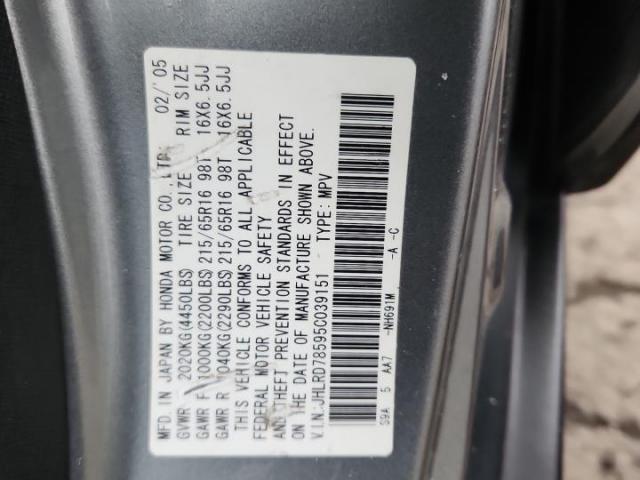 MFD. IN JAPAN BY HONDA MOTOR CO., LTD. 02/'05
GVWR 2020KG(4450LBS) TIRE SIZE RIM SIZE
GAWR F 1000KG(2200LBS) 215/65R16 98T 16X6.5JJ
GAWR R 1040KG(2290LBS) 215/65R16 98T 16X6.5JJ
THIS VEHICLE CONFORMS TO ALL APPLICABLE
FEDERAL MOTOR VEHICLE SAFETY
AND THEFT PREVENTION STANDARDS IN EFFECT
ON THE DATE OF MANUFACTURE SHOWN ABOVE.
V.I.N.:JHLRD78595C039151 TYPE: MPV
S9A 5 AA7 -NH691M -A -C